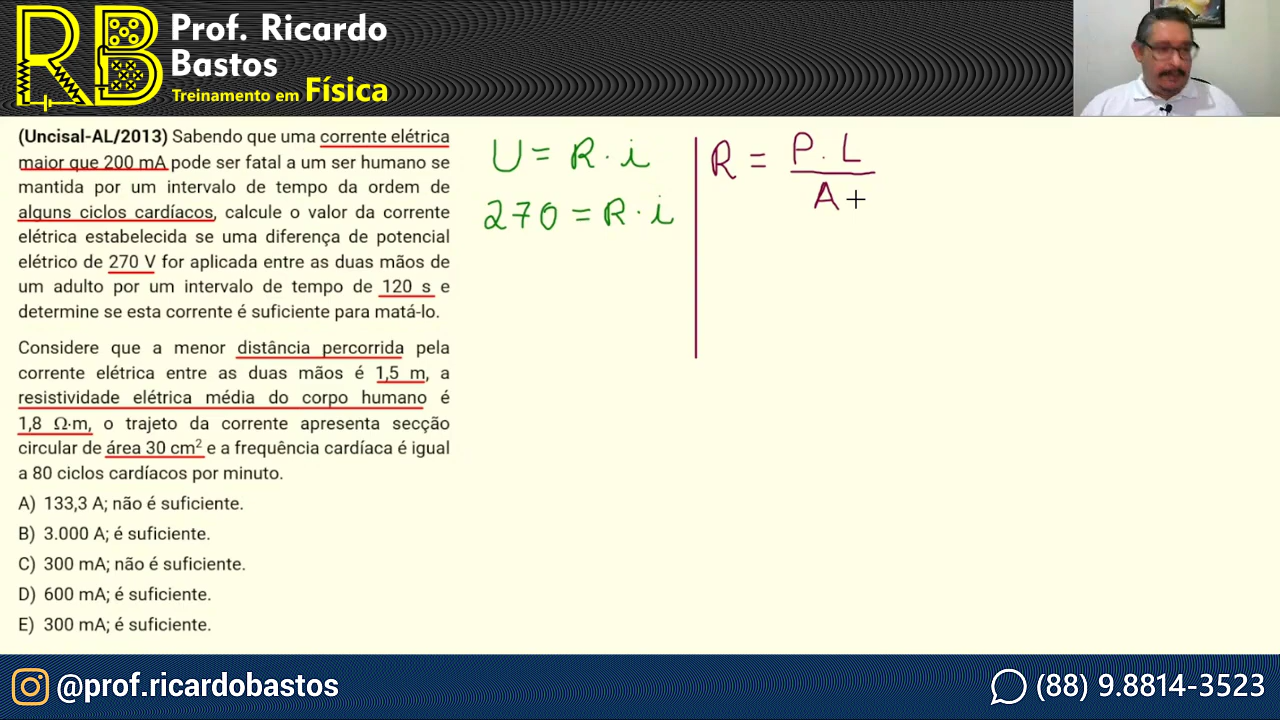 RB
Prof. Ricardo
Bastos
Treinamento em Física
(Uncisal-AL/2013) Sabendo que uma corrente elétrica
maior que 200 mA pode ser fatal a um ser humano se
mantida por um intervalo de tempo da ordem de
alguns ciclos cardíacos, calcule o valor da corrente
elétrica estabelecida se uma diferença de potencial
elétrico de 270 V for aplicada entre as duas mãos de
um adulto por um intervalo de tempo de 120 s e
determine se esta corrente é suficiente para matá-lo.
Considere que a menor distância percorrida pela
corrente elétrica entre as duas mãos é 1,5 m, a
resistividade elétrica média do corpo humano é
1,8 Ω·m, o trajeto da corrente apresenta secção
circular de área 30 cm² e a frequência cardíaca é igual
a 80 ciclos cardíacos por minuto.
A) 133,3 A; não é suficiente.
B) 3.000 A; é suficiente.
C) 300 mA; não é suficiente.
D) 600 mA; é suficiente.
E) 300 mA; é suficiente.
U = R · i
270 = R · i
R = P · L
A
@prof.ricardobastos
(88) 9.8814-3523